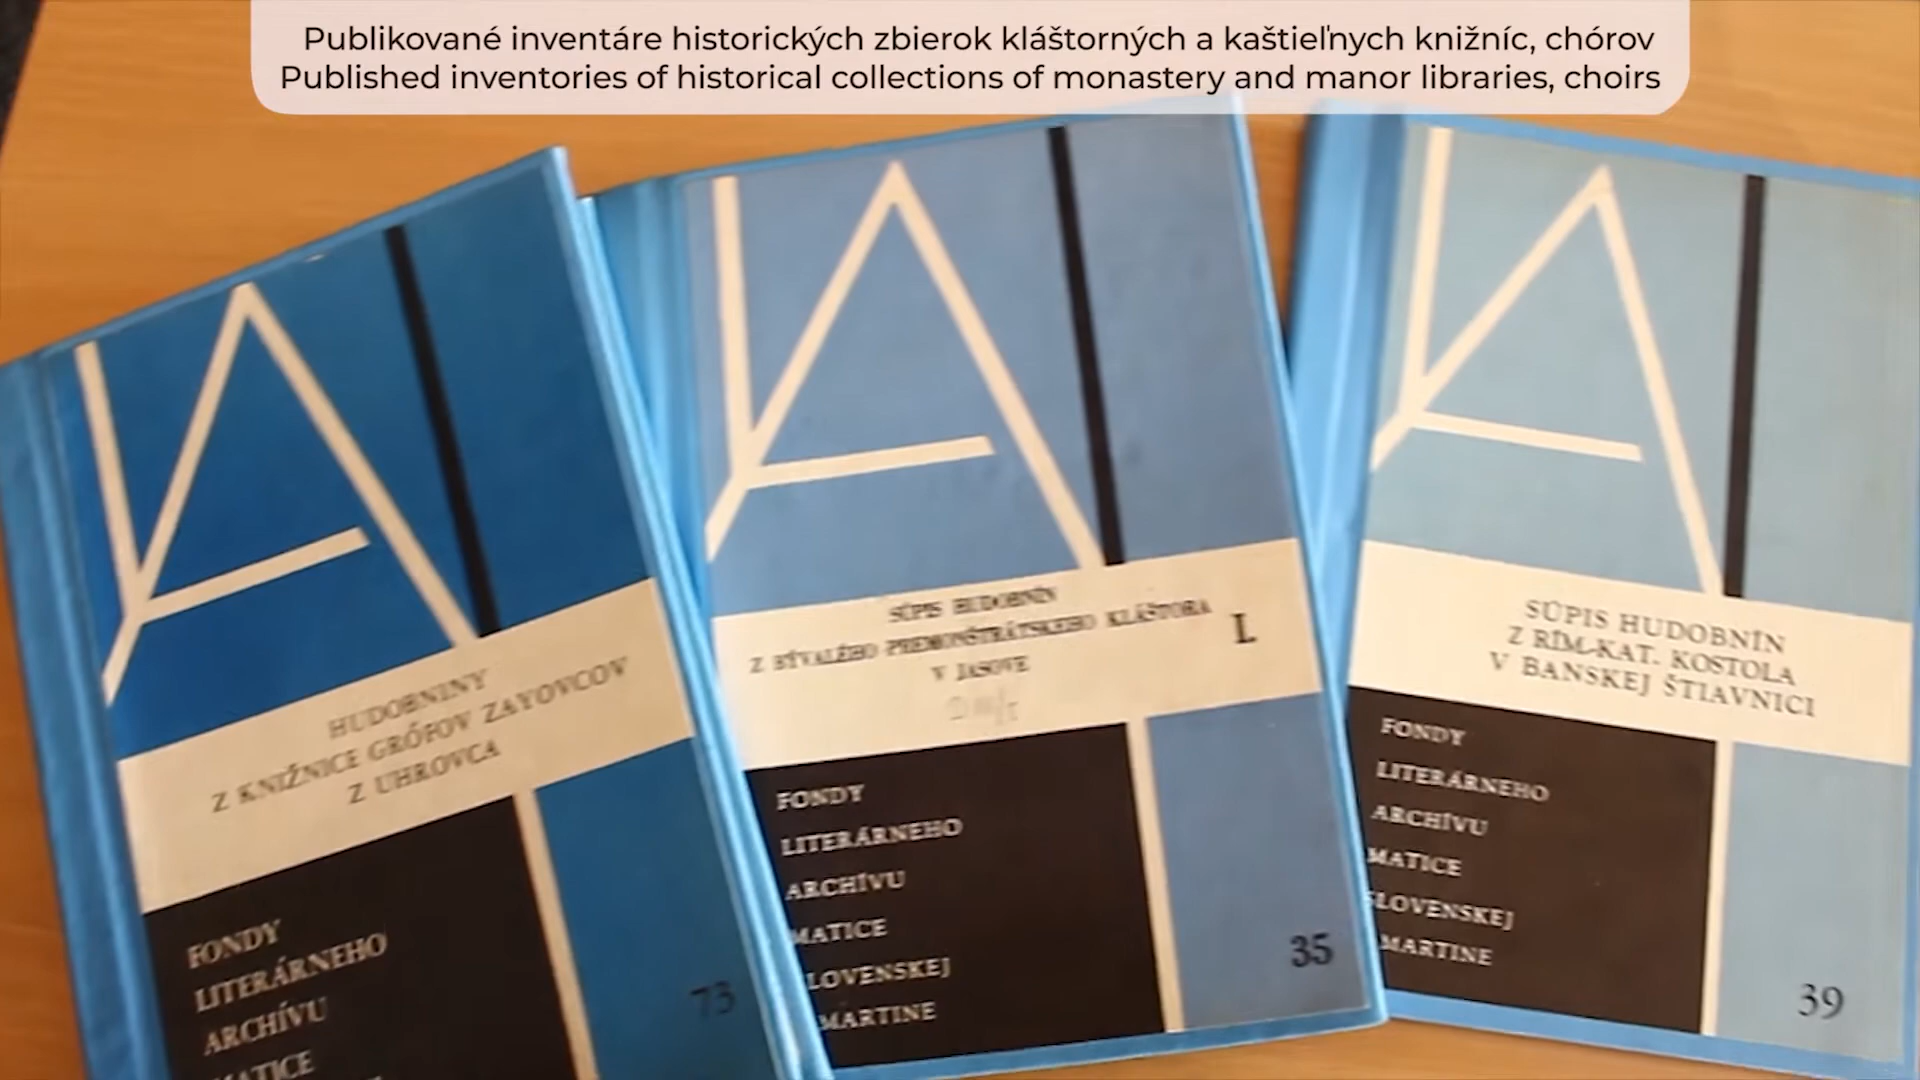 Publikované inventáre historických zbierok kláštorných a kaštieľnych knižníc, chórov
Published inventories of historical collections of monastery and manor libraries, choirs
HUDOBNINY
Z KNIŽNICE GRÓFOV ZAYOVCOV
Z UHROVCA
FONDY
LITERÁRNEHO
ARCHÍVU
MATICE
73
SÚPIS HUDOBNÍN
Z BÝVALÉHO PREMONŠTRÁTSKEHO KLÁŠTORA
V JASOVE
I.
FONDY
LITERÁRNEHO
ARCHÍVU
MATICE
LOVENSKEJ
MARTINE
35
SÚPIS HUDOBNÍN
Z RÍM.-KAT. KOSTOLA
V BANSKEJ ŠTIAVNICI
FONDY
LITERÁRNEHO
ARCHÍVU
MATICE
SLOVENSKEJ
MARTINE
39